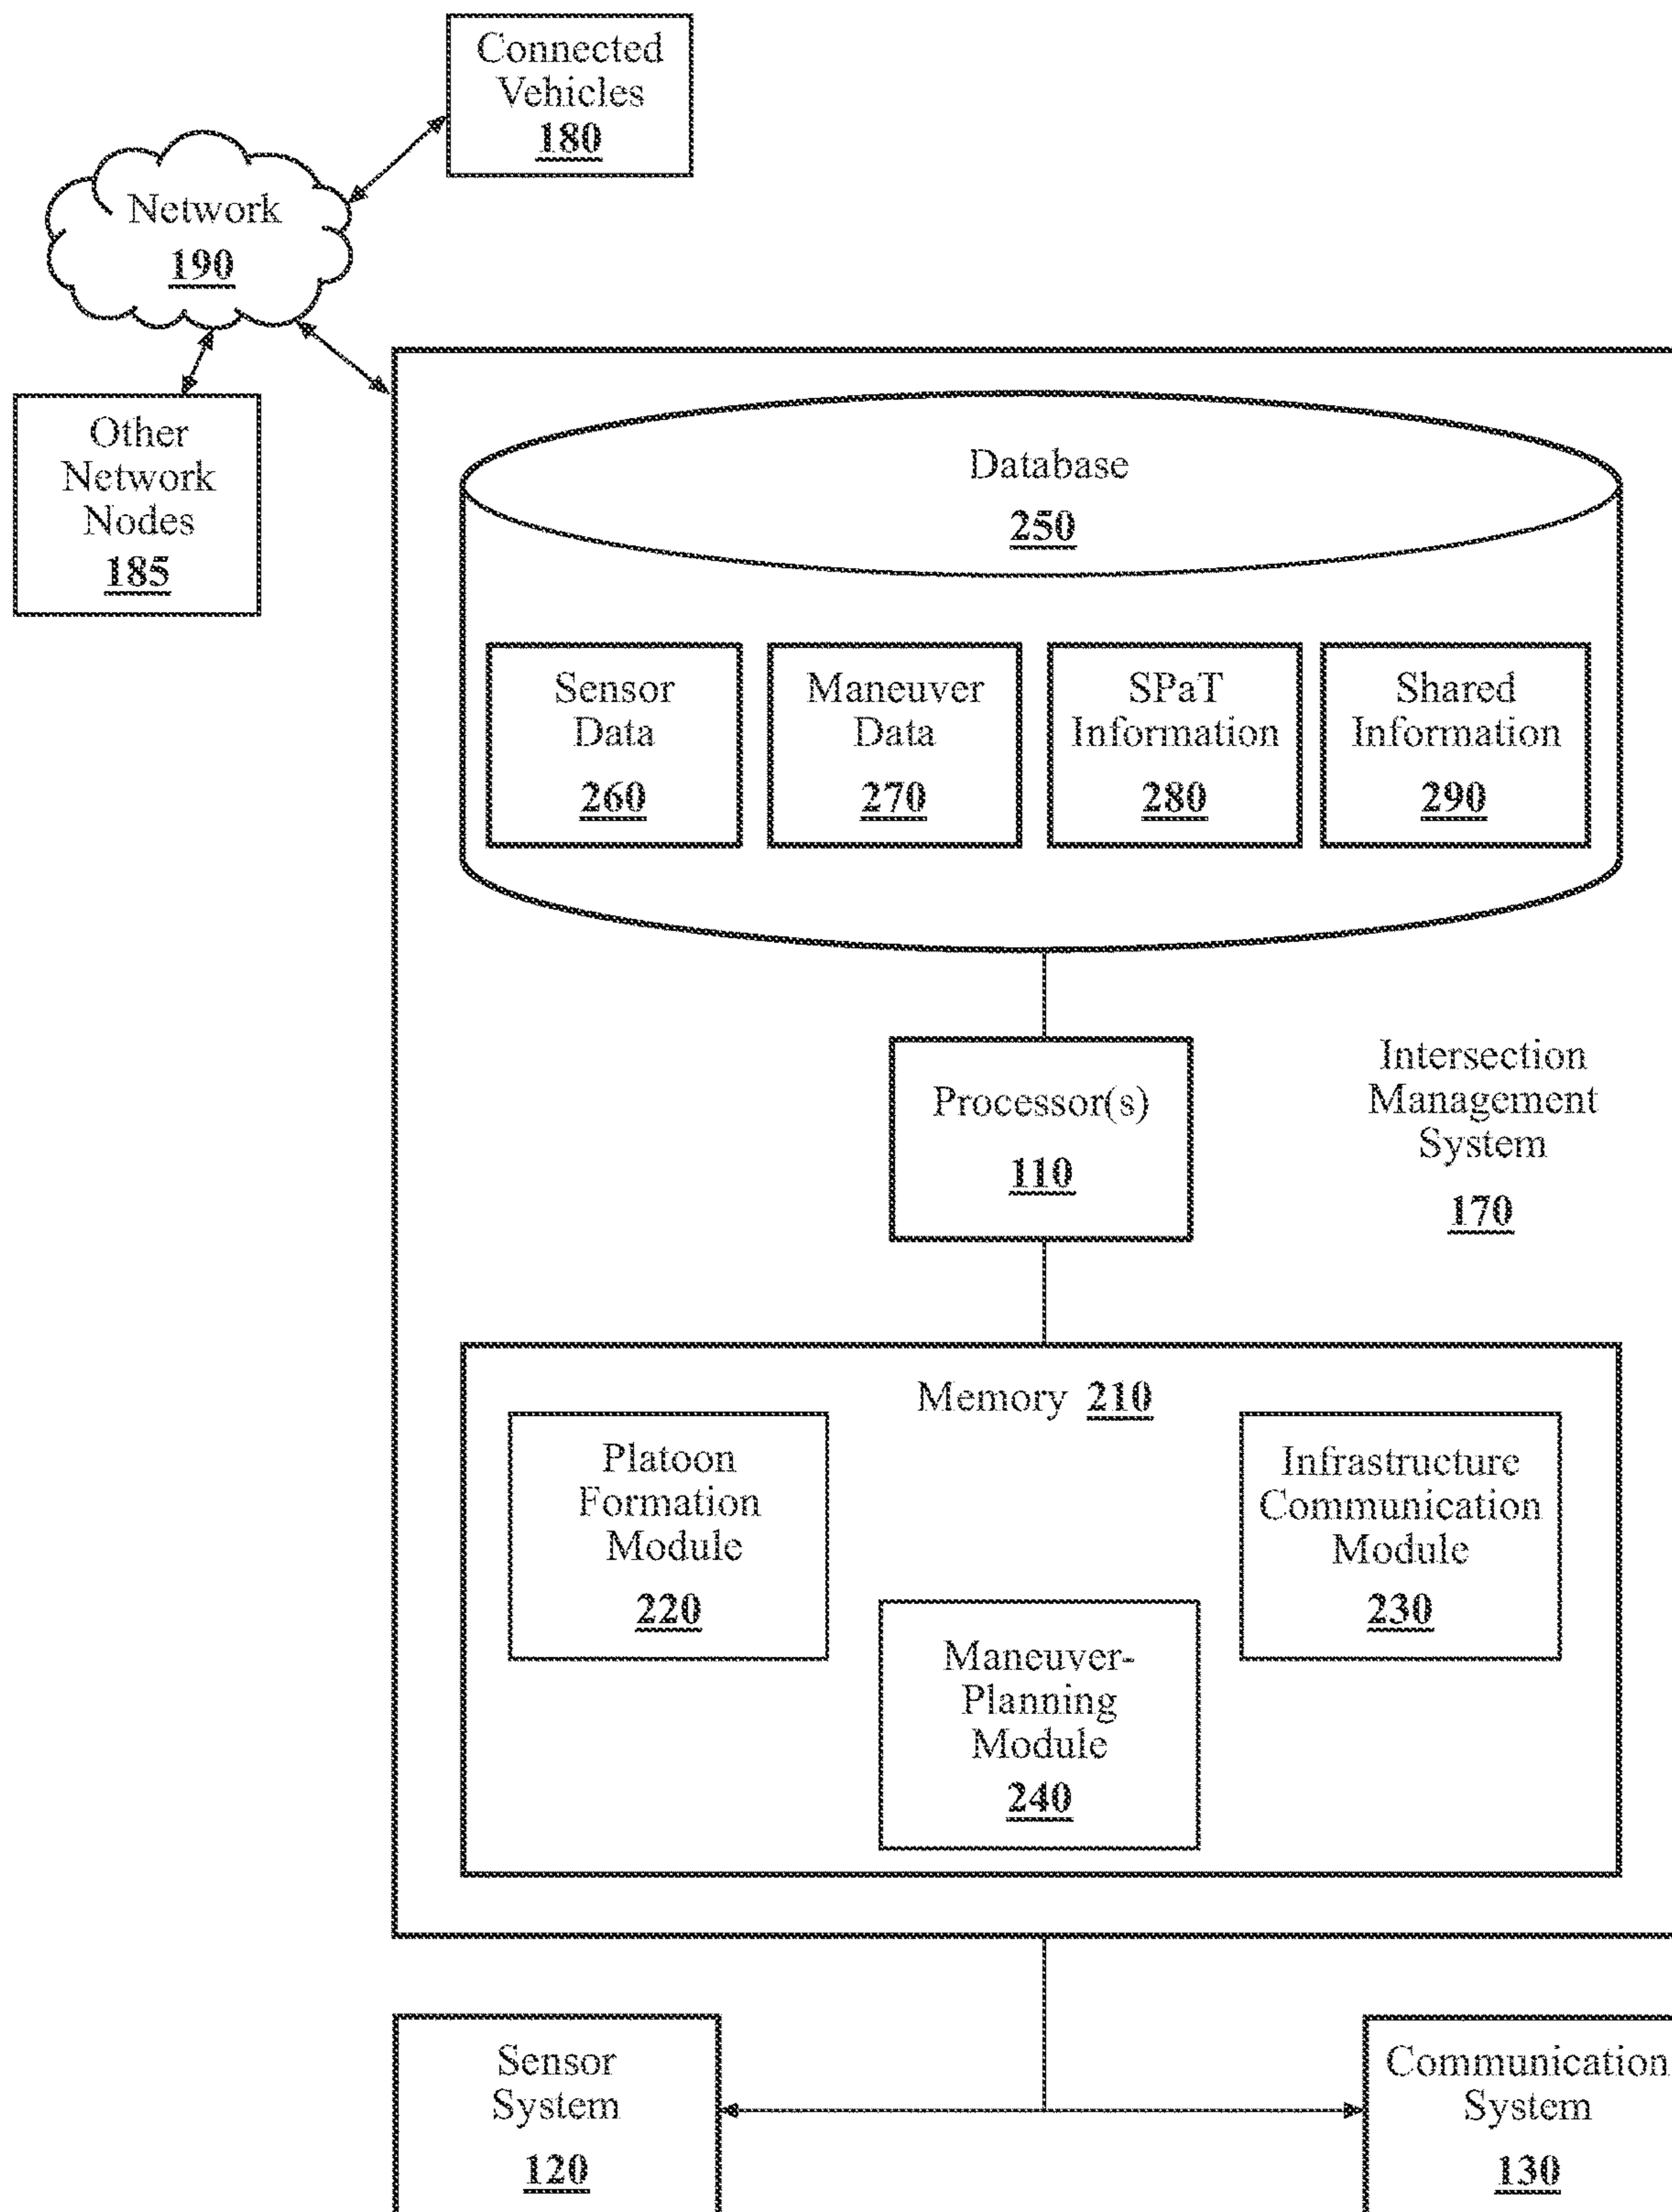 Connected
Vehicles
180
Network
190
Other
Network
Nodes
185
Database
250
Sensor
Data
260
Maneuver
Data
270
SPaT
Information
280
Shared
Information
290
Processor(s)
110
Intersection
Management
System
170
Memory 210
Platoon
Formation
Module
220
Infrastructure
Communication
Module
230
Maneuver-
Planning
Module
240
Sensor
System
120
Communication
System
130